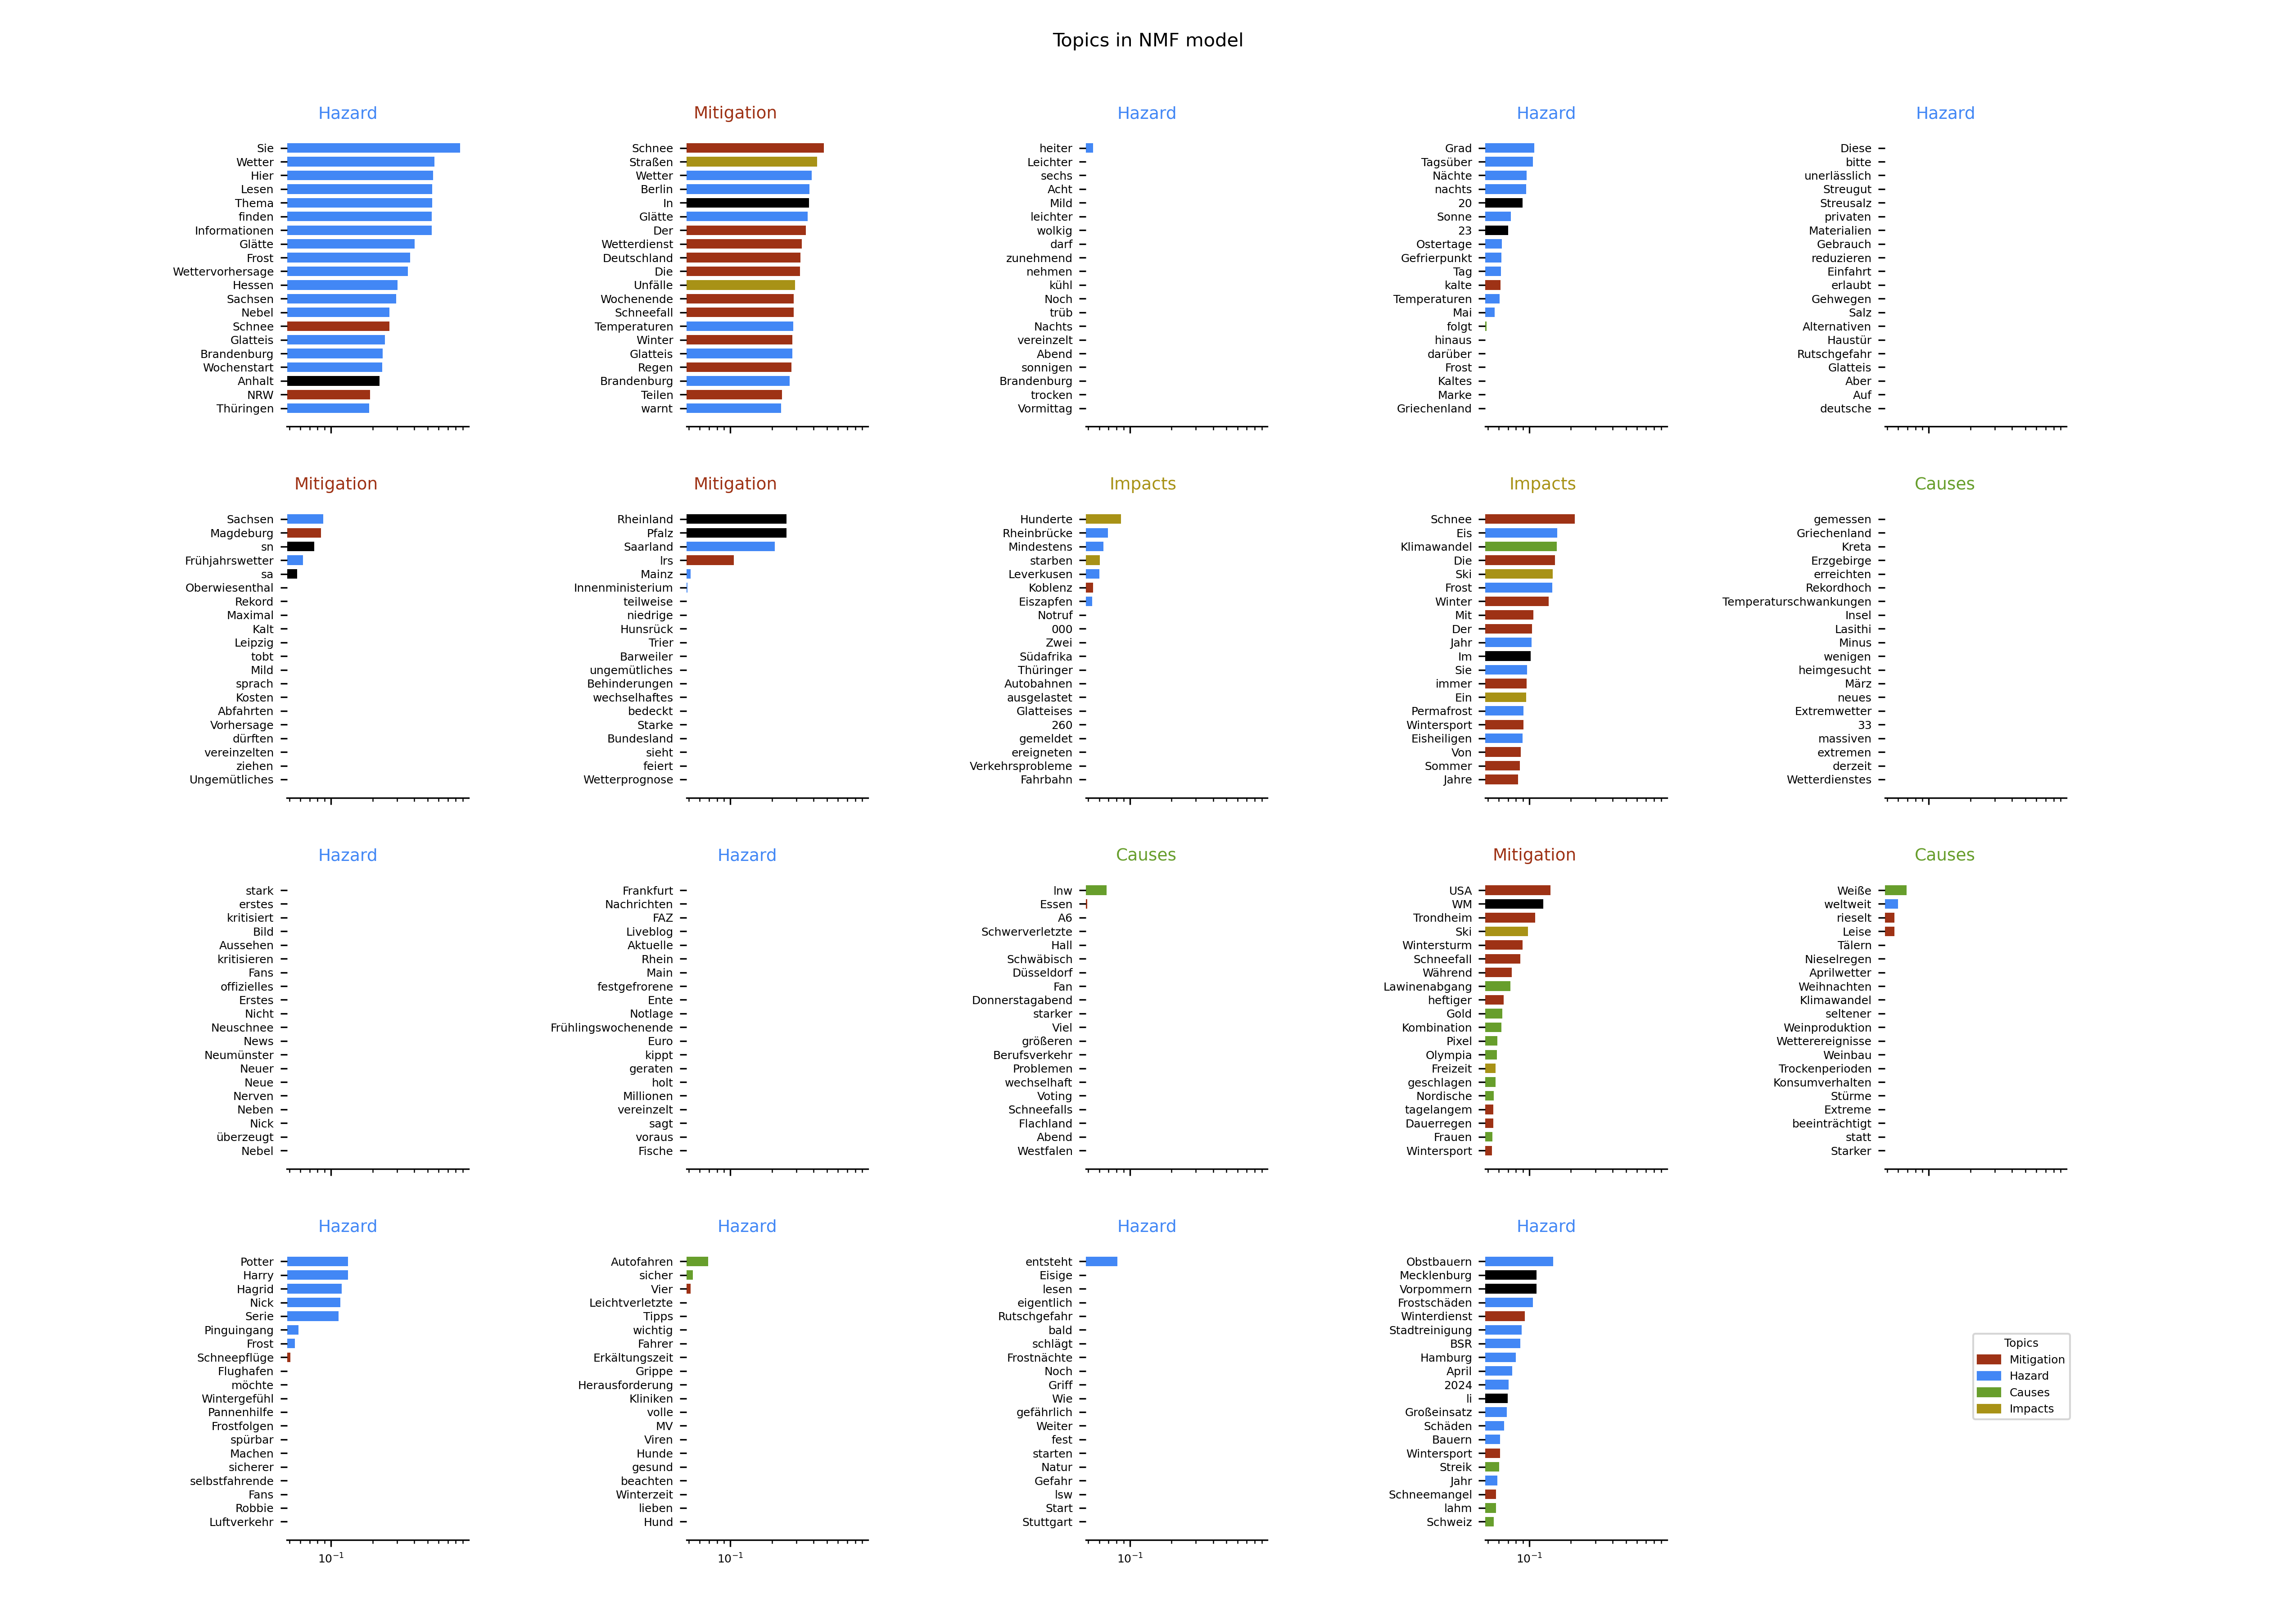 Topics in NMF model
Hazard
Sie
Wetter
Hier
Lesen
Thema
finden
Informationen
Glätte
Frost
Wettervorhersage
Hessen
Sachsen
Nebel
Schnee
Glatteis
Brandenburg
Wochenstart
Anhalt
NRW
Thüringen
10⁻¹
Mitigation
Schnee
Straßen
Wetter
Berlin
In
Glätte
Der
Wetterdienst
Deutschland
Die
Unfälle
Wochenende
Schneefall
Temperaturen
Winter
Glatteis
Regen
Brandenburg
Teilen
warnt
Hazard
heiter
Leichter
sechs
Acht
Mild
leichter
wolkig
darf
zunehmend
nehmen
kühl
Noch
trüb
Nachts
vereinzelt
Abend
sonnigen
Brandenburg
trocken
Vormittag
Hazard
Grad
Tagsüber
Nächte
nachts
20
Sonne
23
Ostertage
Gefrierpunkt
Tag
kalte
Temperaturen
Mai
folgt
hinaus
darüber
Frost
Kaltes
Marke
Griechenland
Hazard
Diese
bitte
unerlässlich
Streugut
Streusalz
privaten
Materialien
Gebrauch
reduzieren
Einfahrt
erlaubt
Gehwegen
Salz
Alternativen
Haustür
Rutschgefahr
Glatteis
Aber
Auf
deutsche
Mitigation
Sachsen
Magdeburg
sn
Frühjahrswetter
sa
Oberwiesenthal
Rekord
Maximal
Kalt
Leipzig
tobt
Mild
sprach
Kosten
Abfahrten
Vorhersage
dürften
vereinzelten
ziehen
Ungemütliches
Mitigation
Rheinland
Pfalz
Saarland
lrs
Mainz
Innenministerium
teilweise
niedrige
Hunsrück
Trier
Barweiler
ungemütliches
Behinderungen
wechselhaftes
bedeckt
Starke
Bundesland
sieht
feiert
Wetterprognose
Impacts
Hunderte
Rheinbrücke
Mindestens
starben
Leverkusen
Koblenz
Eiszapfen
Notruf
000
Zwei
Südafrika
Thüringer
Autobahnen
ausgelastet
Glatteises
260
gemeldet
ereigneten
Verkehrsprobleme
Fahrbahn
Impacts
Schnee
Eis
Klimawandel
Die
Ski
Frost
Winter
Mit
Der
Jahr
Im
Sie
immer
Ein
Permafrost
Wintersport
Eisheiligen
Von
Sommer
Jahre
Causes
gemessen
Griechenland
Kreta
Erzgebirge
erreichten
Rekordhoch
Temperaturschwankungen
Insel
Lasithi
Minus
wenigen
heimgesucht
März
neues
Extremwetter
33
massiven
extremen
derzeit
Wetterdienstes
Hazard
stark
erstes
kritisiert
Bild
Aussehen
kritisieren
Fans
offizielles
Erstes
Nicht
Neuschnee
News
Neumünster
Neuer
Neue
Nerven
Neben
Nick
überzeugt
Nebel
Hazard
Frankfurt
Nachrichten
FAZ
Liveblog
Aktuelle
Rhein
Main
festgefrorene
Ente
Notlage
Frühlingswochenende
Euro
kippt
geraten
holt
Millionen
vereinzelt
sagt
voraus
Fische
Causes
lnw
Essen
A6
Schwerverletzte
Hall
Schwäbisch
Düsseldorf
Fan
Donnerstagabend
starker
Viel
größeren
Berufsverkehr
Problemen
wechselhaft
Voting
Schneefalls
Flachland
Abend
Westfalen
Mitigation
USA
WM
Trondheim
Ski
Wintersturm
Schneefall
Während
Lawinenabgang
heftiger
Gold
Kombination
Pixel
Olympia
Freizeit
geschlagen
Nordische
tagelangem
Dauerregen
Frauen
Wintersport
Causes
Weiße
weltweit
rieselt
Leise
Tälern
Nieselregen
Aprilwetter
Weihnachten
Klimawandel
seltener
Weinproduktion
Wetterereignisse
Weinbau
Trockenperioden
Konsumverhalten
Stürme
Extreme
beeinträchtigt
statt
Starker
Hazard
Potter
Harry
Hagrid
Nick
Serie
Pinguingang
Frost
Schneepflüge
Flughafen
möchte
Wintergefühl
Pannenhilfe
Frostfolgen
spürbar
Machen
sicherer
selbstfahrende
Fans
Robbie
Luftverkehr
Hazard
Autofahren
sicher
Vier
Leichtverletzte
Tipps
wichtig
Fahrer
Erkältungszeit
Grippe
Herausforderung
Kliniken
volle
MV
Viren
Hunde
gesund
beachten
Winterzeit
lieben
Hund
10⁻¹
Hazard
entsteht
Eisige
lesen
eigentlich
Rutschgefahr
bald
schlägt
Frostnächte
Noch
Griff
Wie
gefährlich
Weiter
fest
starten
Natur
Gefahr
lsw
Start
Stuttgart
10⁻¹
Hazard
Obstbauern
Mecklenburg
Vorpommern
Frostschäden
Winterdienst
Stadtreinigung
BSR
Hamburg
April
2024
li
Großeinsatz
Schäden
Bauern
Wintersport
Streik
Jahr
Schneemangel
lahm
Schweiz
10⁻¹
Topics
Mitigation
Hazard
Causes
Impacts